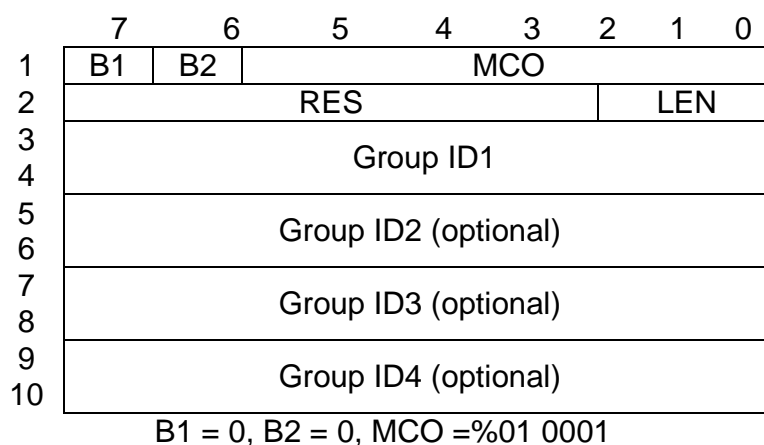 7 6 5 4 3 2 1 0
1 B1 B2 MCO
2 RES LEN
3
Group ID1
4
5
Group ID2 (optional)
6
7
Group ID3 (optional)
8
9
Group ID4 (optional)
10
B1 = 0, B2 = 0, MCO =%01 0001